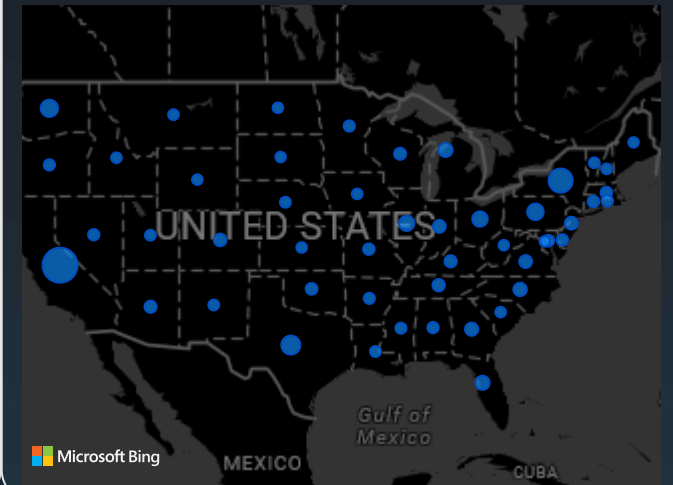 UNITED STATES
Gulf of
Mexico
Microsoft Bing
MEXICO
CUBA